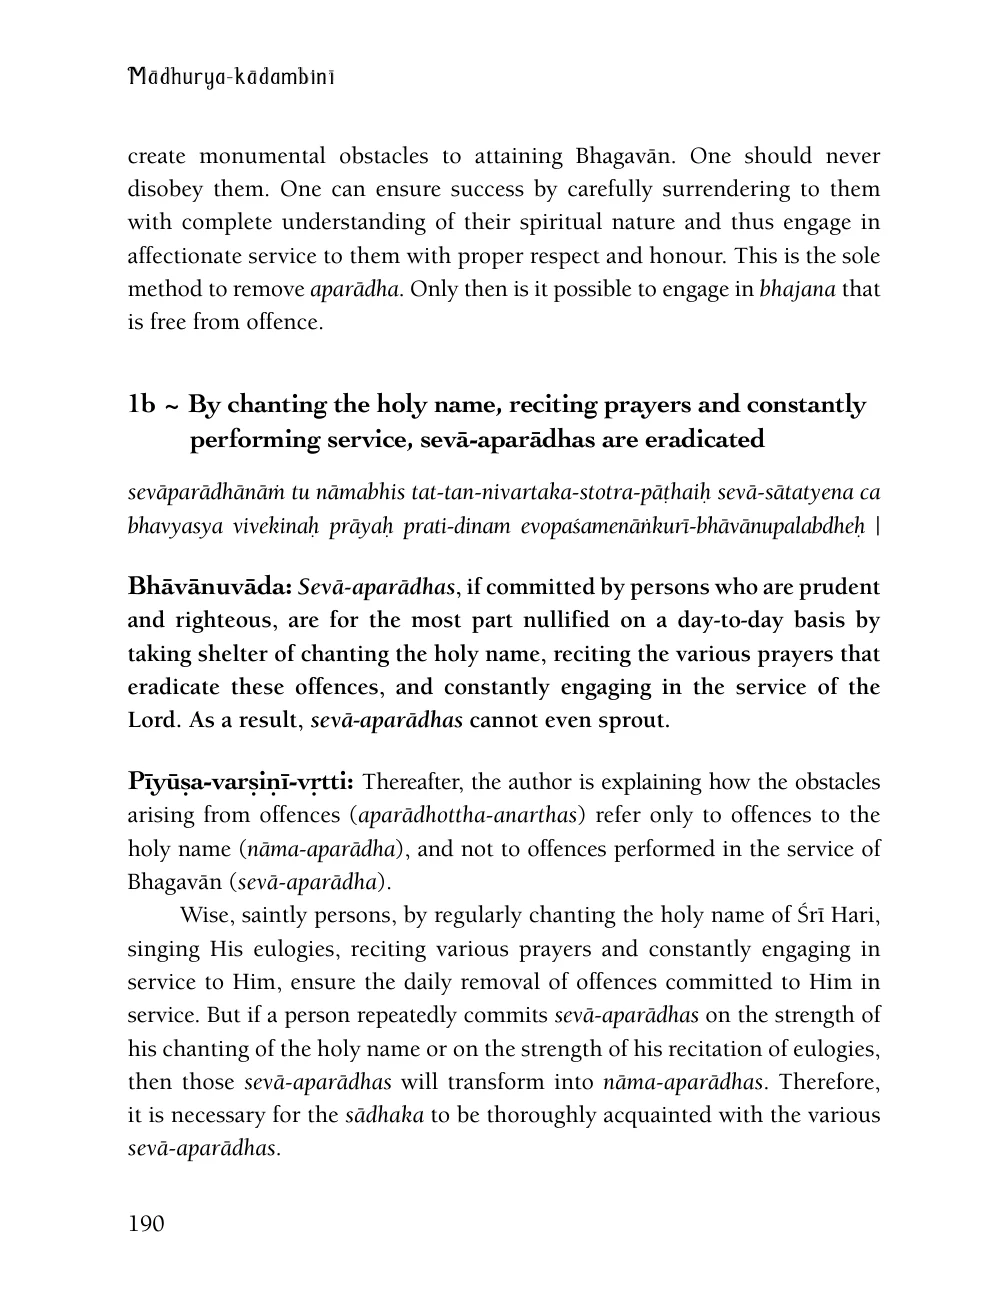 Mādhurya-kādambinī
create monumental obstacles to attaining Bhagavān. One should never
disobey them. One can ensure success by carefully surrendering to them
with complete understanding of their spiritual nature and thus engage in
affectionate service to them with proper respect and honour. This is the sole
method to remove aparādha. Only then is it possible to engage in bhajana that
is free from offence.
1b ~ By chanting the holy name, reciting prayers and constantly
performing service, sevā-aparādhas are eradicated
sevāparādhānāṁ tu nāmabhis tat-tan-nivartaka-stotra-pāṭhaiḥ sevā-sātatyena ca
bhavyasya vivekinaḥ prāyaḥ prati-dinam evopaśamenāṅkurī-bhāvānupalabdheḥ |
Bhāvānuvāda: Sevā-aparādhas, if committed by persons who are prudent
and righteous, are for the most part nullified on a day-to-day basis by
taking shelter of chanting the holy name, reciting the various prayers that
eradicate these offences, and constantly engaging in the service of the
Lord. As a result, sevā-aparādhas cannot even sprout.
Pīyūṣa-varṣiṇī-vṛtti: Thereafter, the author is explaining how the obstacles
arising from offences (aparādhottha-anarthas) refer only to offences to the
holy name (nāma-aparādha), and not to offences performed in the service of
Bhagavān (sevā-aparādha).
Wise, saintly persons, by regularly chanting the holy name of Śrī Hari,
singing His eulogies, reciting various prayers and constantly engaging in
service to Him, ensure the daily removal of offences committed to Him in
service. But if a person repeatedly commits sevā-aparādhas on the strength of
his chanting of the holy name or on the strength of his recitation of eulogies,
then those sevā-aparādhas will transform into nāma-aparādhas. Therefore,
it is necessary for the sādhaka to be thoroughly acquainted with the various
sevā-aparādhas.
190